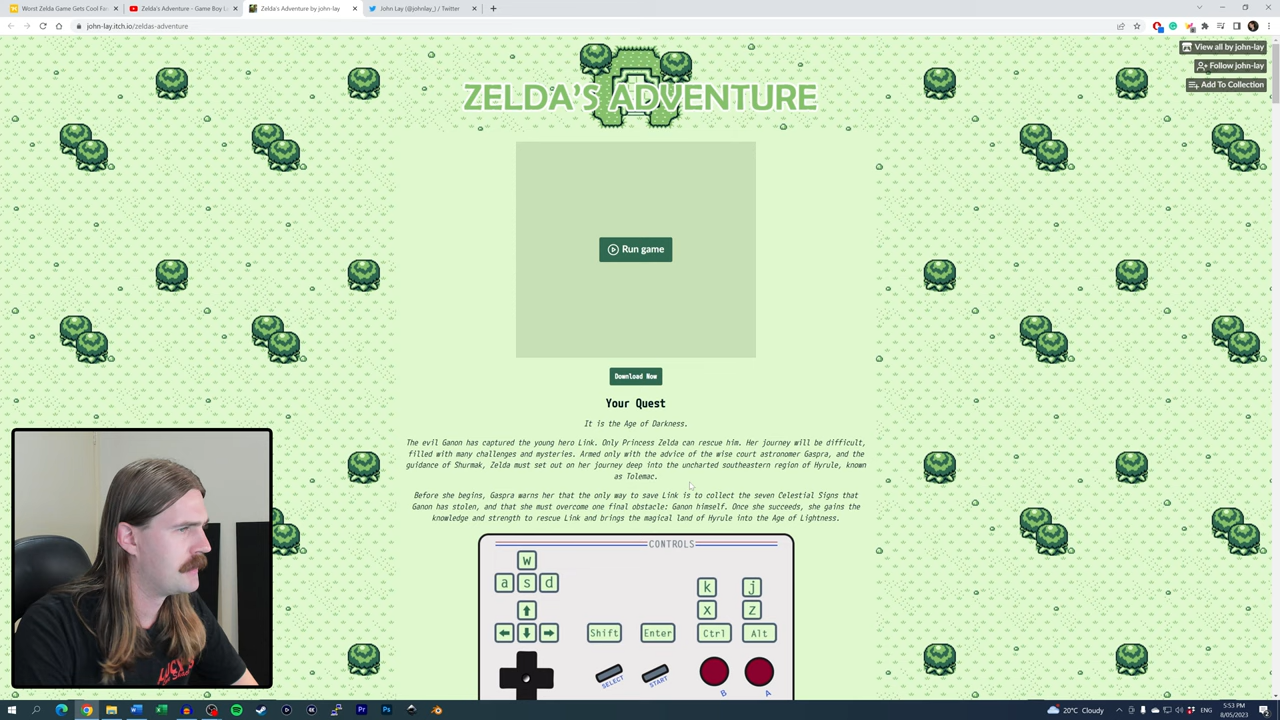 Worst Zelda Game Gets Cool Fa
Zelda's Adventure - Game Boy L
Zelda's Adventure by john-lay
John Lay (@johnlay_) / Twitter
john-lay.itch.io/zeldas-adventure
View all by john-lay
Follow john-lay
Add To Collection
ZELDA'S ADVENTURE
Run game
Download Now
Your Quest
It is the Age of Darkness.
The evil Ganon has captured the young hero Link. Only Princess Zelda can rescue him. Her journey will be difficult,
filled with many challenges and mysteries. Armed only with the advice of the wise court astronomer Gaspra, and the
guidance of Shurmak, Zelda must set out on her journey deep into the uncharted southeastern region of Hyrule, known
as Tolemac.
Before she begins, Gaspra warns her that the only way to save Link is to collect the seven Celestial Signs that
Ganon has stolen, and that she must overcome one final obstacle: Ganon himself. Once she succeeds, she gains the
knowledge and strength to rescue Link and brings the magical land of Hyrule into the Age of Lightness.
CONTROLS
w
a s d
k j
x z
Shift Enter Ctrl Alt
SELECT START
B A
20°C Cloudy
ENG
5:53 PM
8/05/2023